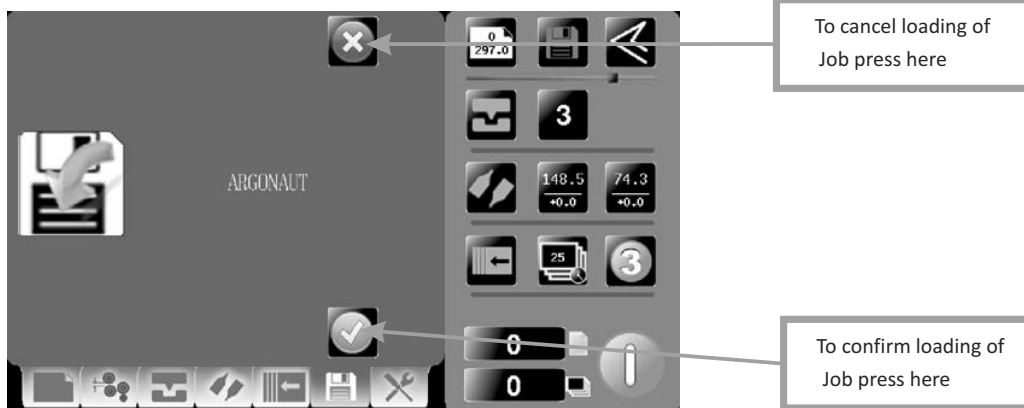 To cancel loading of
Job press here
0
297.0
3
ARGONAUT
148.5
+0.0
74.3
+0.0
25
3
0
0
To confirm loading of
Job press here